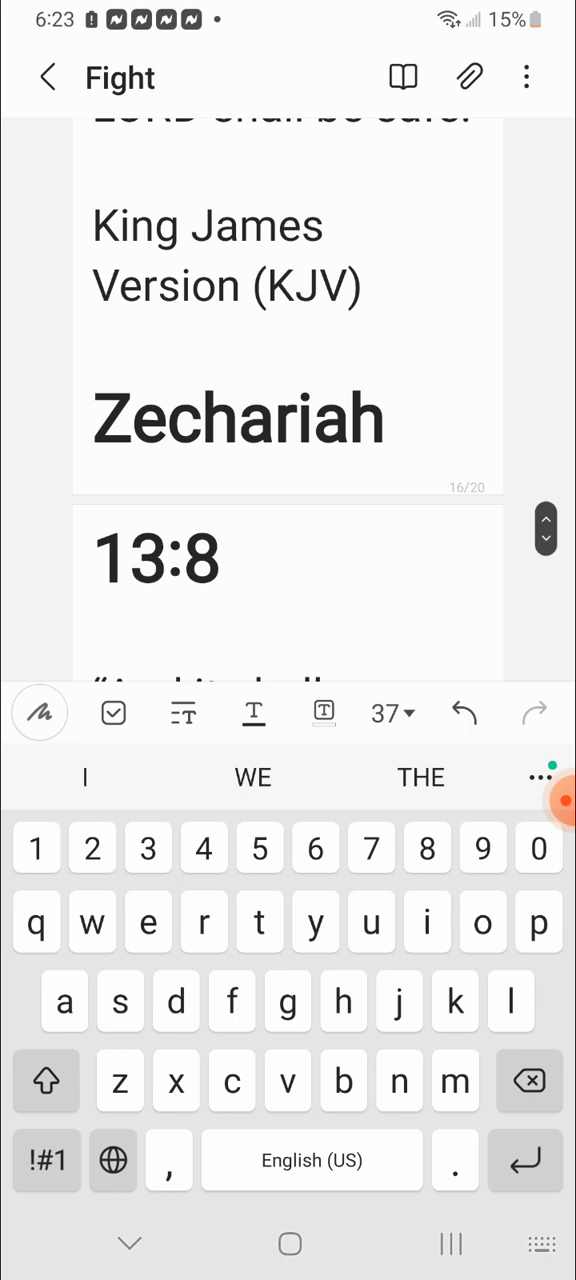 6:23 15%
Fight
King James
Version (KJV)
Zechariah
16/20
13:8
37
I WE THE
1 2 3 4 5 6 7 8 9 0
q w e r t y u i o p
a s d f g h j k l
z x c v b n m
!#1 , English (US) .